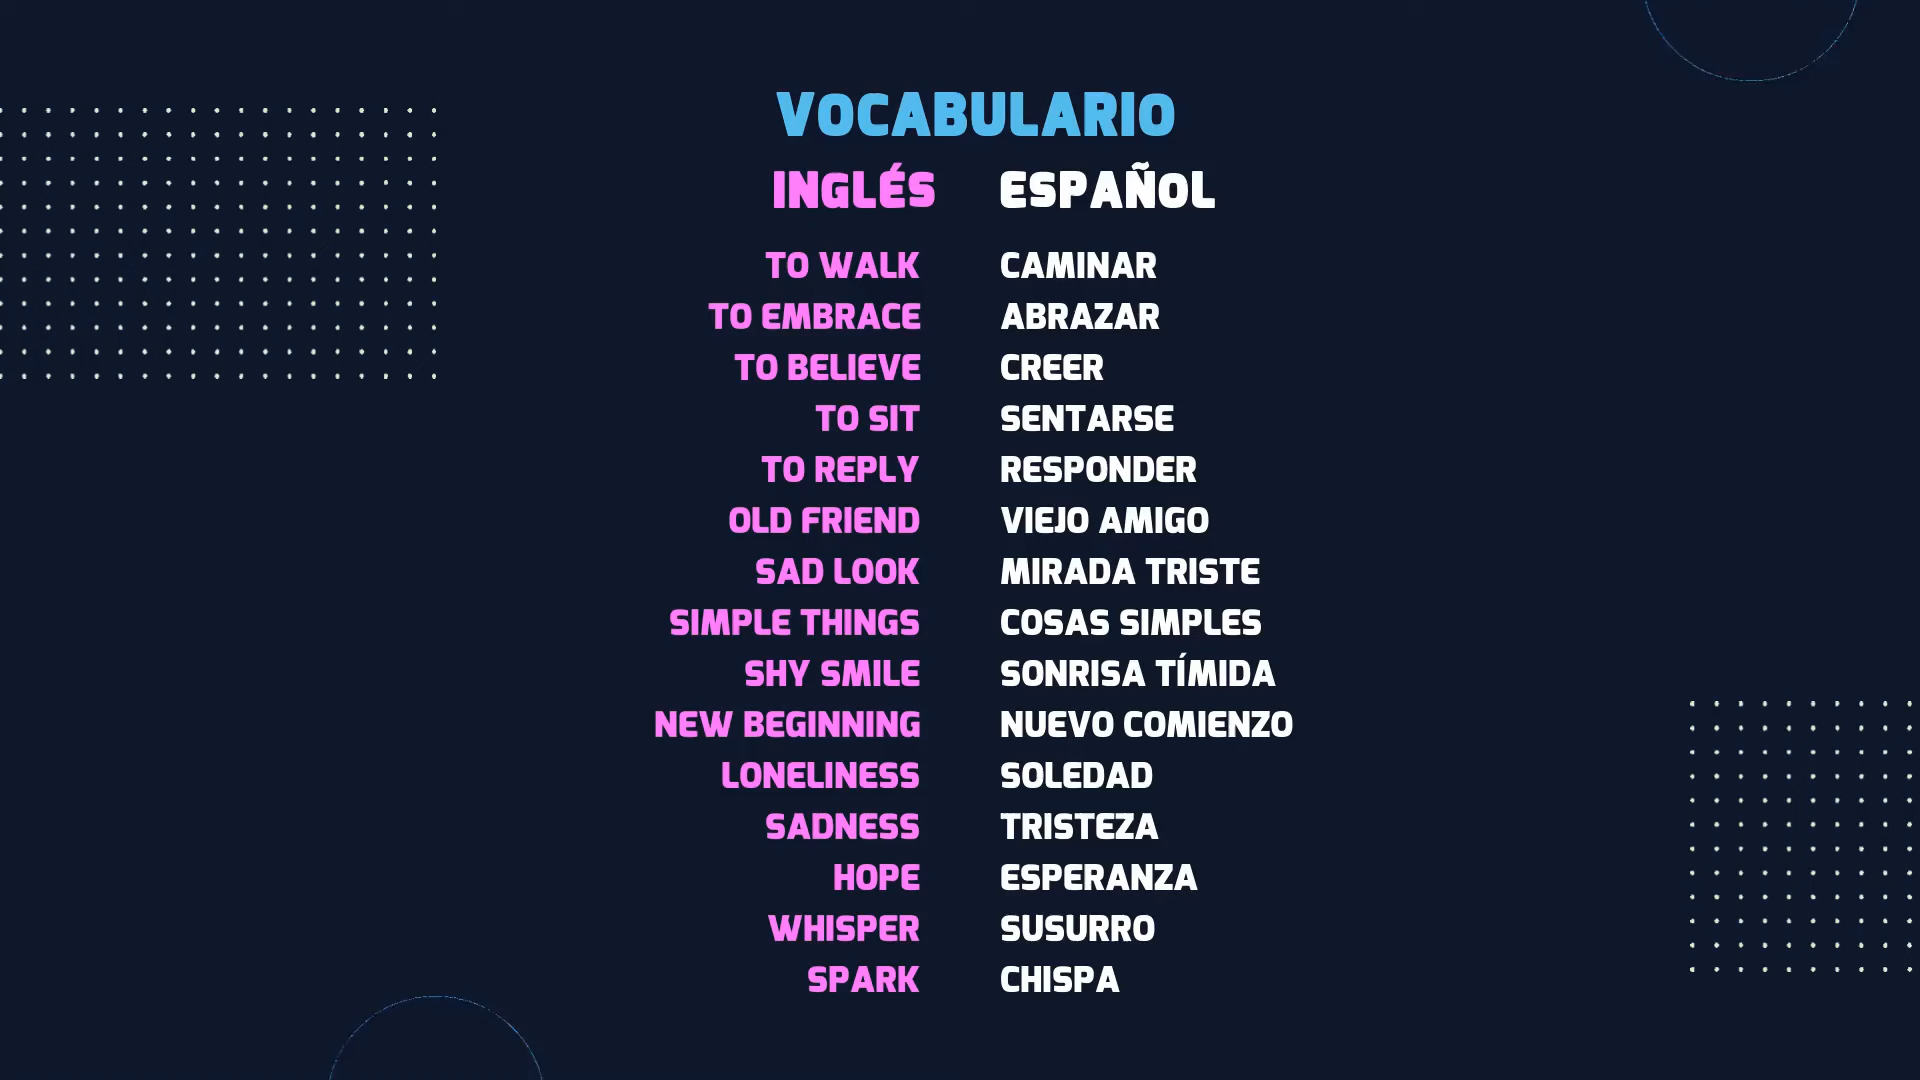 VOCABULARIO
INGLÉS ESPAÑOL
TO WALK CAMINAR
TO EMBRACE ABRAZAR
TO BELIEVE CREER
TO SIT SENTARSE
TO REPLY RESPONDER
OLD FRIEND VIEJO AMIGO
SAD LOOK MIRADA TRISTE
SIMPLE THINGS COSAS SIMPLES
SHY SMILE SONRISA TÍMIDA
NEW BEGINNING NUEVO COMIENZO
LONELINESS SOLEDAD
SADNESS TRISTEZA
HOPE ESPERANZA
WHISPER SUSURRO
SPARK CHISPA